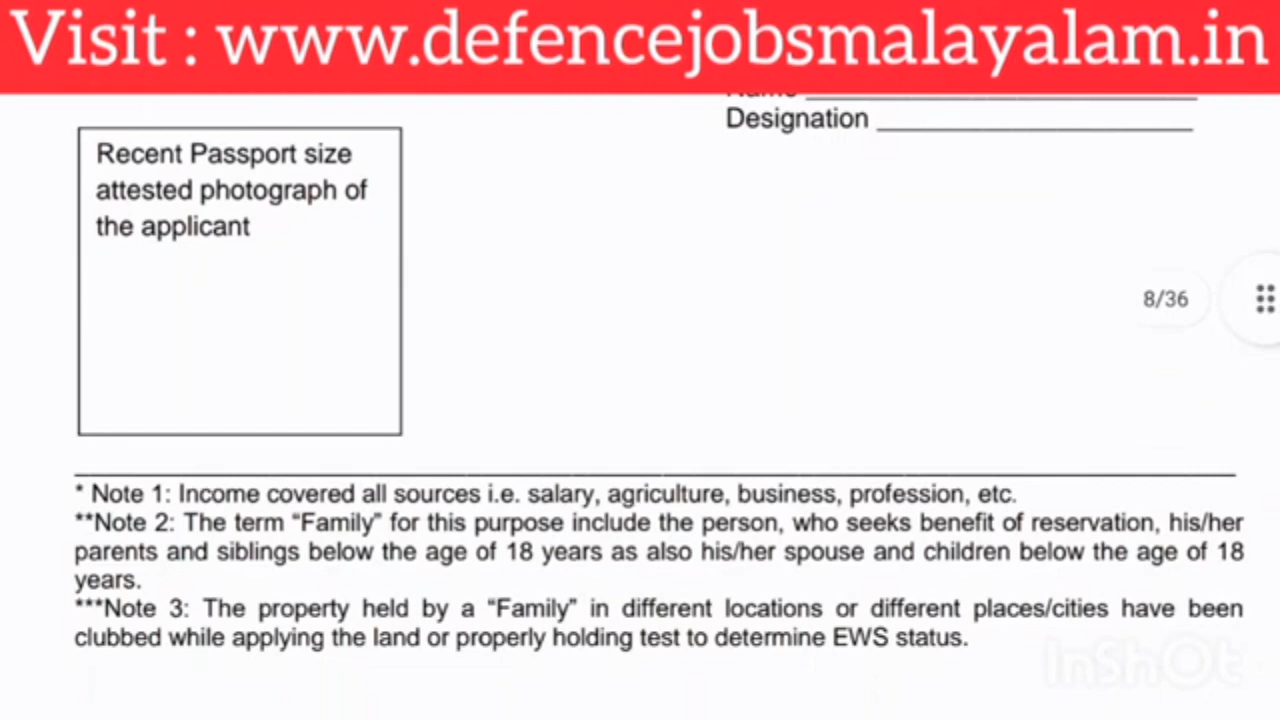 Visit : www.defencejobsmalayalam.in
Name
Designation
Recent Passport size
attested photograph of
the applicant
8/36
* Note 1: Income covered all sources i.e. salary, agriculture, business, profession, etc.
**Note 2: The term “Family” for this purpose include the person, who seeks benefit of reservation, his/her
parents and siblings below the age of 18 years as also his/her spouse and children below the age of 18
years.
***Note 3: The property held by a “Family” in different locations or different places/cities have been
clubbed while applying the land or properly holding test to determine EWS status.
InShOt